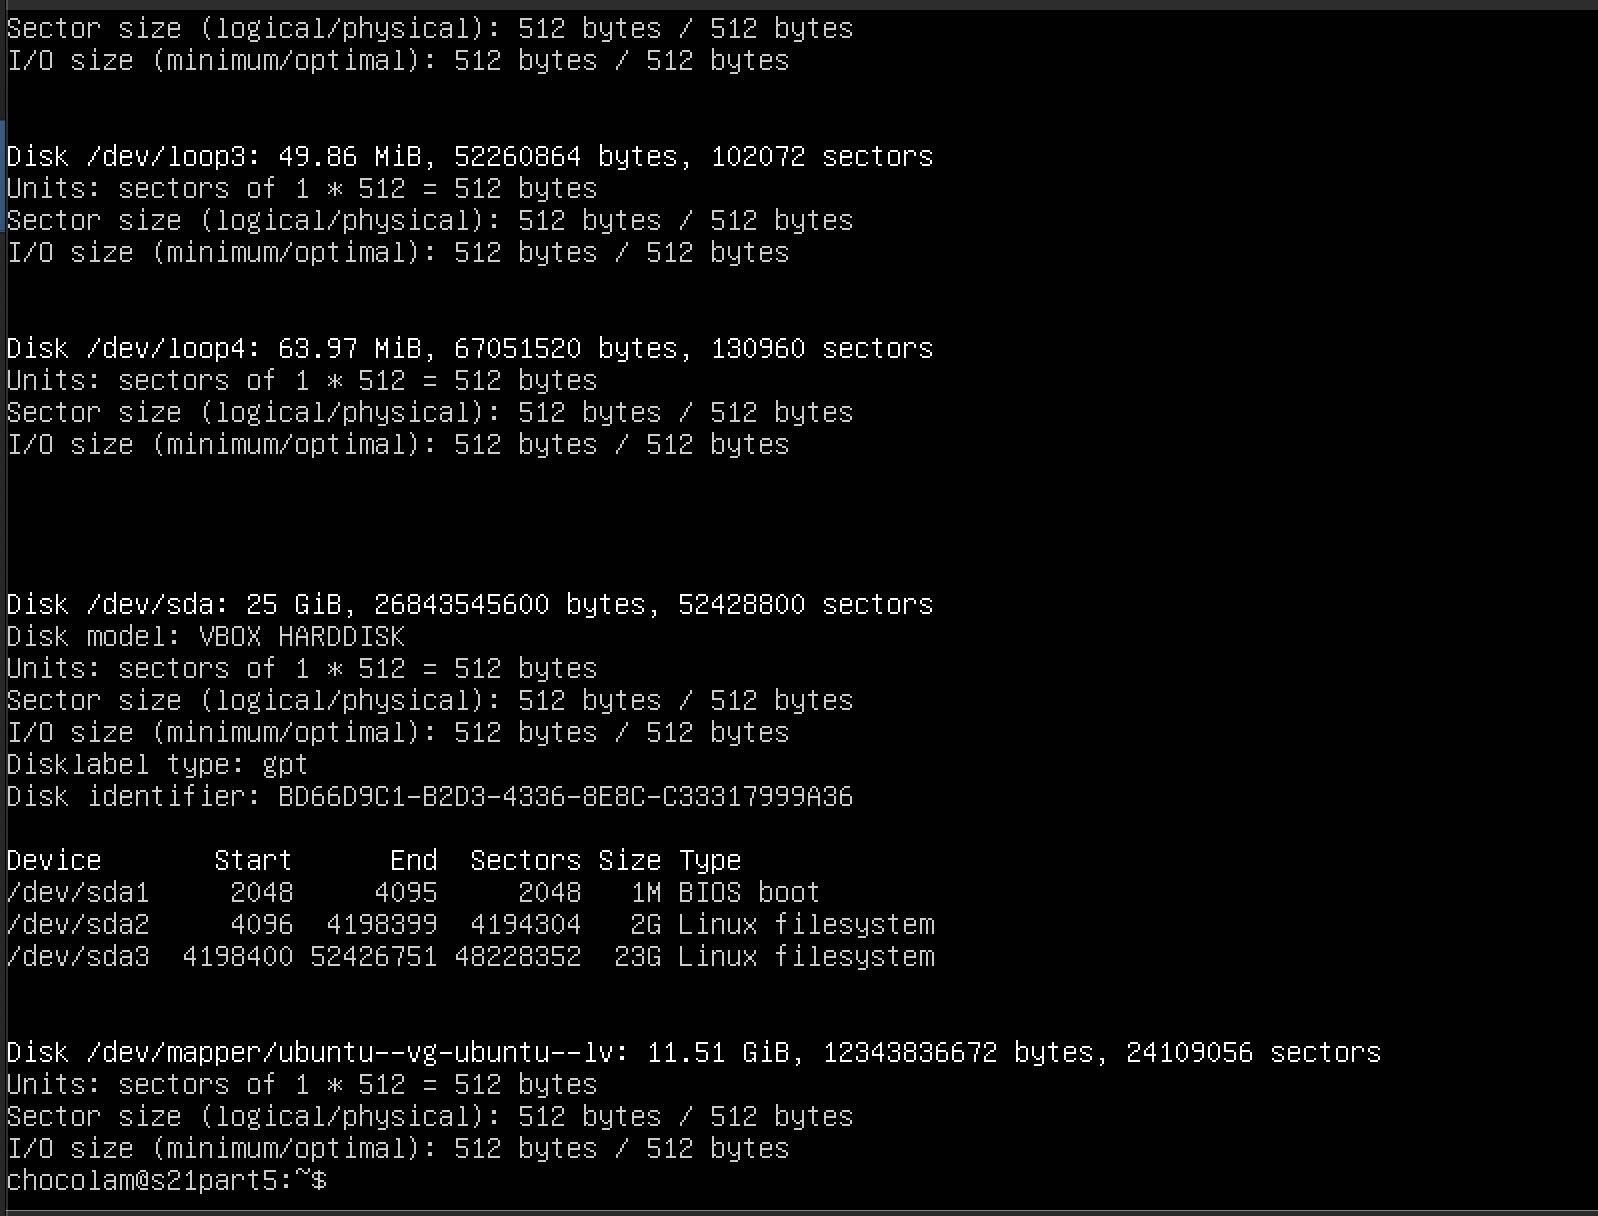 Sector size (logical/physical): 512 bytes / 512 bytes
I/O size (minimum/optimal): 512 bytes / 512 bytes
Disk /dev/loop3: 49.86 MiB, 52260864 bytes, 102072 sectors
Units: sectors of 1 * 512 = 512 bytes
Sector size (logical/physical): 512 bytes / 512 bytes
I/O size (minimum/optimal): 512 bytes / 512 bytes
Disk /dev/loop4: 63.97 MiB, 67051520 bytes, 130960 sectors
Units: sectors of 1 * 512 = 512 bytes
Sector size (logical/physical): 512 bytes / 512 bytes
I/O size (minimum/optimal): 512 bytes / 512 bytes
Disk /dev/sda: 25 GiB, 26843545600 bytes, 52428800 sectors
Disk model: VBOX HARDDISK
Units: sectors of 1 * 512 = 512 bytes
Sector size (logical/physical): 512 bytes / 512 bytes
I/O size (minimum/optimal): 512 bytes / 512 bytes
Disklabel type: gpt
Disk identifier: BD66D9C1-B2D3-4336-8E8C-C33317999A36
Device       Start      End  Sectors Size Type
/dev/sda1     2048     4095     2048   1M BIOS boot
/dev/sda2     4096  4198399  4194304   2G Linux filesystem
/dev/sda3  4198400 52426751 48228352  23G Linux filesystem
Disk /dev/mapper/ubuntu--vg-ubuntu--lv: 11.51 GiB, 12343836672 bytes, 24109056 sectors
Units: sectors of 1 * 512 = 512 bytes
Sector size (logical/physical): 512 bytes / 512 bytes
I/O size (minimum/optimal): 512 bytes / 512 bytes
chocolam@s21part5:~$